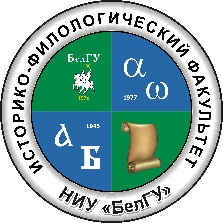 ИСТОРИКО-ФИЛОЛОГИЧЕСКИЙ ФАКУЛЬТЕТ
БелГУ
1876
α ω
1977
1945
Б
НИУ «БелГУ»